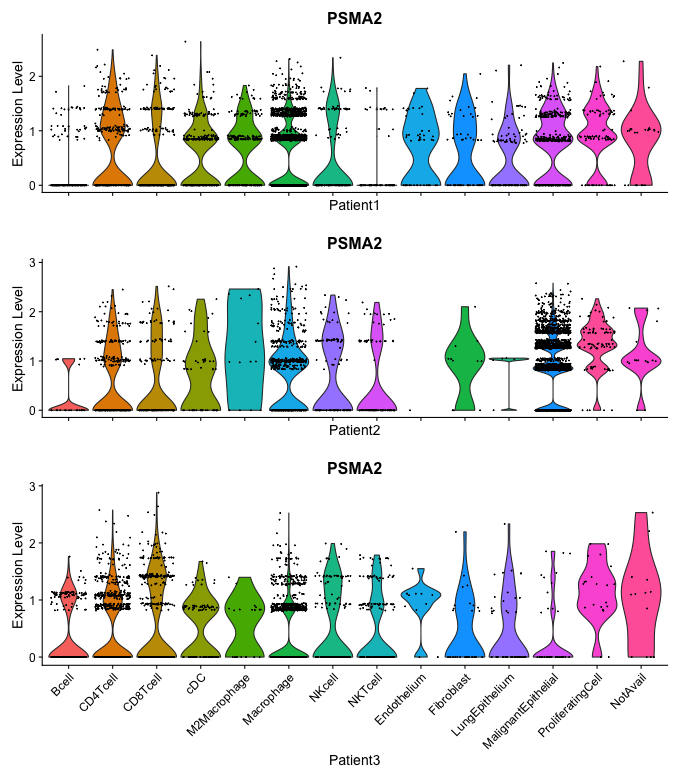 PSMA2
Expression Level
2
1
0
Patient1
PSMA2
Expression Level
3
2
1
0
Patient2
PSMA2
Expression Level
3
2
1
0
Bcell
CD4Tcell
CD8Tcell
cDC
M2Macrophage
Macrophage
NKcell
NKTcell
Endothelium
Fibroblast
LungEpithelium
MalignantEpithelial
ProliferatingCell
NotAvail
Patient3